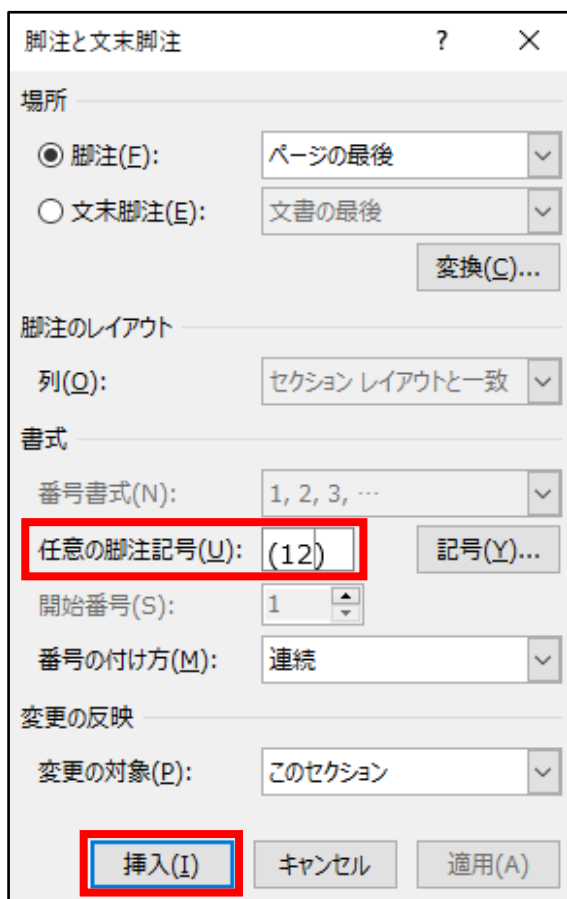 脚注と文末脚注 ? ×
場所
脚注(F): ページの最後
文末脚注(E): 文書の最後
変換(C)...
脚注のレイアウト
列(O): セクション レイアウトと一致
書式
番号書式(N): 1, 2, 3, …
任意の脚注記号(U): (12) 記号(Y)...
開始番号(S): 1
番号の付け方(M): 連続
変更の反映
変更の対象(P): このセクション
挿入(I) キャンセル 適用(A)